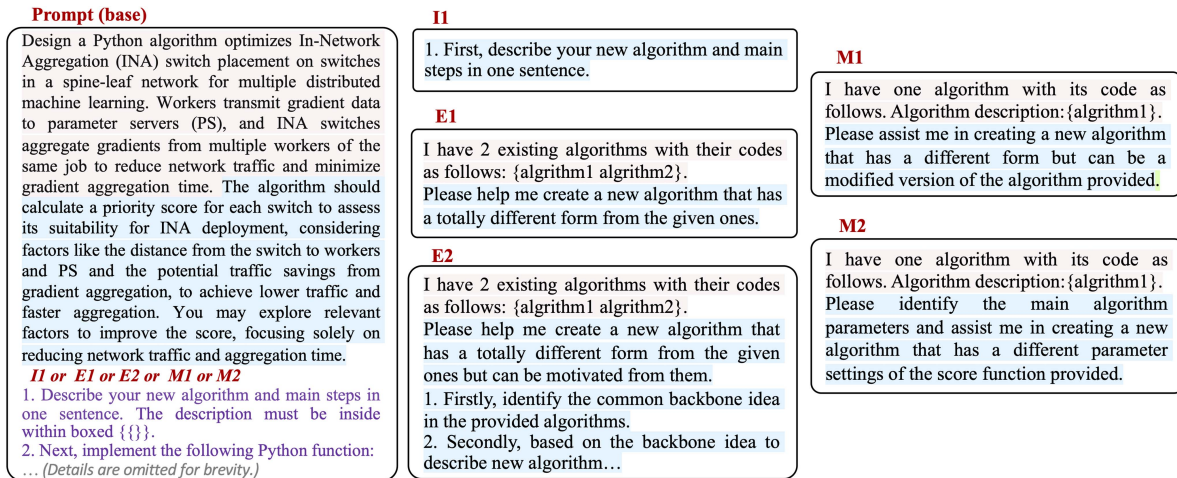 Prompt (base)
Design a Python algorithm optimizes In-Network
Aggregation (INA) switch placement on switches
in a spine-leaf network for multiple distributed
machine learning. Workers transmit gradient data
to parameter servers (PS), and INA switches
aggregate gradients from multiple workers of the
same job to reduce network traffic and minimize
gradient aggregation time. The algorithm should
calculate a priority score for each switch to assess
its suitability for INA deployment, considering
factors like the distance from the switch to workers
and PS and the potential traffic savings from
gradient aggregation, to achieve lower traffic and
faster aggregation. You may explore relevant
factors to improve the score, focusing solely on
reducing network traffic and aggregation time.
I1 or E1 or E2 or M1 or M2
1. Describe your new algorithm and main steps in
one sentence. The description must be inside
within boxed {{}}.
2. Next, implement the following Python function:
… (Details are omitted for brevity.)
I1
1. First, describe your new algorithm and main
steps in one sentence.
E1
I have 2 existing algorithms with their codes
as follows: {algrithm1 algrithm2}.
Please help me create a new algorithm that has
a totally different form from the given ones.
E2
I have 2 existing algorithms with their codes
as follows: {algrithm1 algrithm2}.
Please help me create a new algorithm that
has a totally different form from the given
ones but can be motivated from them.
1. Firstly, identify the common backbone idea
in the provided algorithms.
2. Secondly, based on the backbone idea to
describe new algorithm…
M1
I have one algorithm with its code as
follows. Algorithm description:{algrithm1}.
Please assist me in creating a new algorithm
that has a different form but can be a
modified version of the algorithm provided.
M2
I have one algorithm with its code as
follows. Algorithm description:{algrithm1}.
Please identify the main algorithm
parameters and assist me in creating a new
algorithm that has a different parameter
settings of the score function provided.